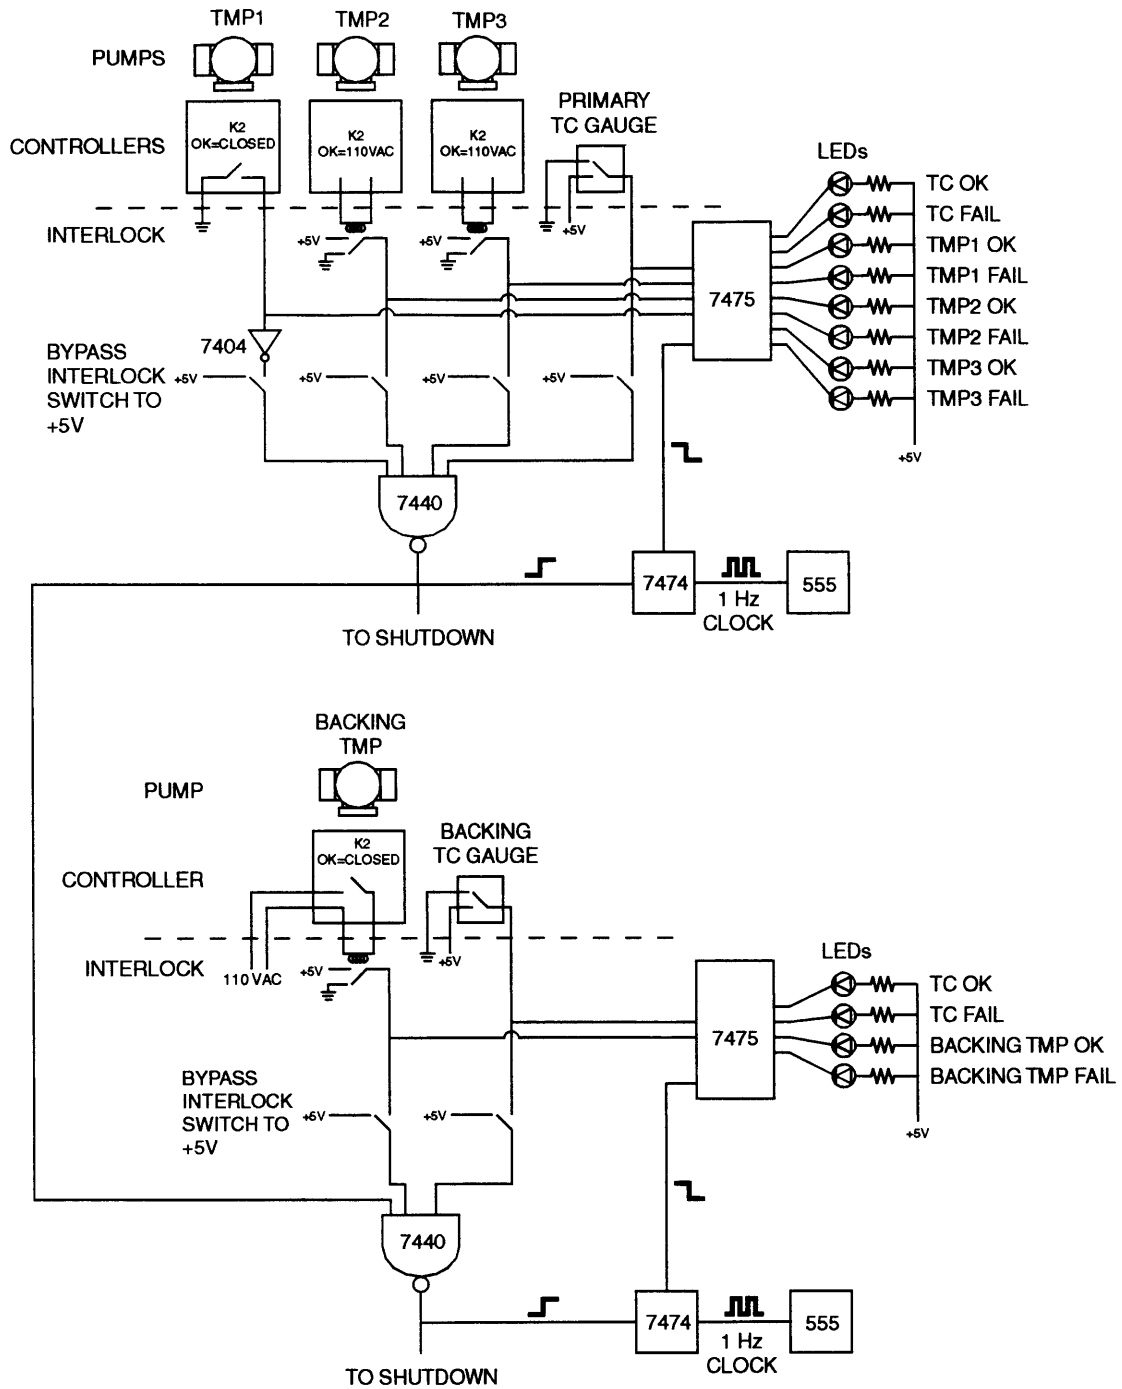 TMP1
TMP2
TMP3
PUMPS
PRIMARY
TC GAUGE
K2
OK=CLOSED
K2
OK=110VAC
K2
OK=110VAC
CONTROLLERS
LEDs
TC OK
TC FAIL
TMP1 OK
TMP1 FAIL
TMP2 OK
TMP2 FAIL
TMP3 OK
TMP3 FAIL
+5V
INTERLOCK
+5V
+5V
+5V
7475
7404
BYPASS
INTERLOCK
SWITCH TO
+5V
+5V
+5V
+5V
+5V
7440
7474
1 Hz
CLOCK
555
TO SHUTDOWN
BACKING
TMP
PUMP
K2
OK=CLOSED
BACKING
TC GAUGE
CONTROLLER
INTERLOCK
110 VAC
+5V
+5V
LEDs
TC OK
TC FAIL
BACKING TMP OK
BACKING TMP FAIL
+5V
7475
BYPASS
INTERLOCK
SWITCH TO
+5V
+5V
+5V
7440
7474
1 Hz
CLOCK
555
TO SHUTDOWN